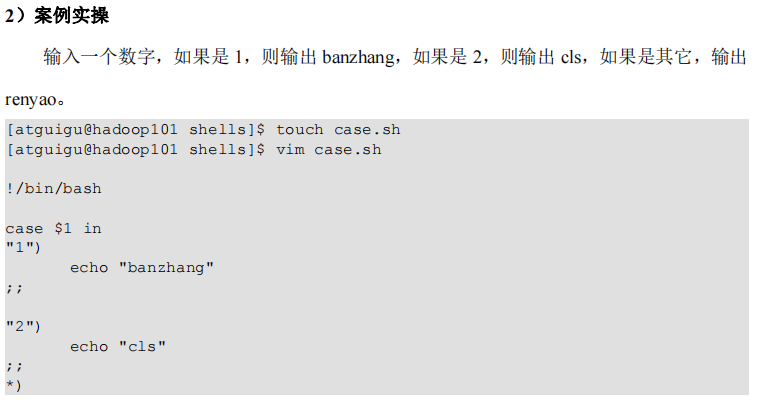 2）案例实操
输入一个数字，如果是 1，则输出 banzhang，如果是 2，则输出 cls，如果是其它，输出
renyao。
[atguigu@hadoop101 shells]$ touch case.sh
[atguigu@hadoop101 shells]$ vim case.sh
!/bin/bash
case $1 in
"1")
echo "banzhang"
;;
"2")
echo "cls"
;;
*)